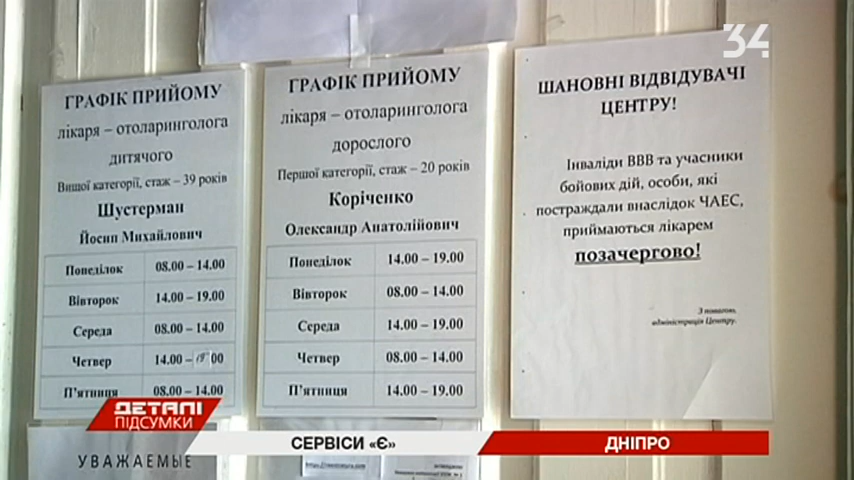 34
ГРАФІК ПРИЙОМУ
лікаря – отоларинголога
дитячого
Вищої категорії, стаж – 39 років
Шустерман
Йосип Михайлович
Понеділок 08.00 – 14.00
Вівторок 14.00 – 19.00
Середа 08.00 – 14.00
Четвер 14.00 – 00
П'ятниця 08.00 – 14.00
ГРАФІК ПРИЙОМУ
лікаря – отоларинголога
дорослого
Першої категорії, стаж – 20 років
Коріченко
Олександр Анатолійович
Понеділок 14.00 – 19.00
Вівторок 08.00 – 14.00
Середа 14.00 – 19.00
Четвер 08.00 – 14.00
П'ятниця 14.00 – 19.00
ШАНОВНІ ВІДВІДУВАЧІ
ЦЕНТРУ!
Інваліди ВВВ та учасники
бойових дій, особи, які
постраждали внаслідок ЧАЕС,
приймаються лікарем
позачергово!
З повагою,
адміністрація Центру.
ДЕТАЛІ
ПІДСУМКИ
СЕРВІСИ «Є»
ДНІПРО
УВАЖАЕМЫЕ